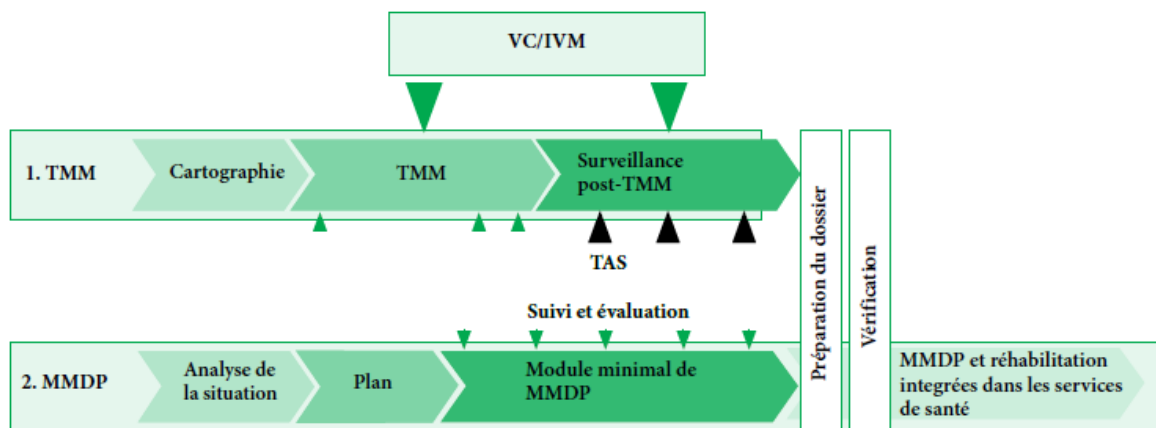 VC/IVM
1. TMM
Cartographie
TMM
Surveillance
post-TMM
TAS
Préparation du dossier
Vérification
Suivi et évaluation
2. MMDP
Analyse de
la situation
Plan
Module minimal de
MMDP
MMDP et réhabilitation
integrées dans les services
de santé